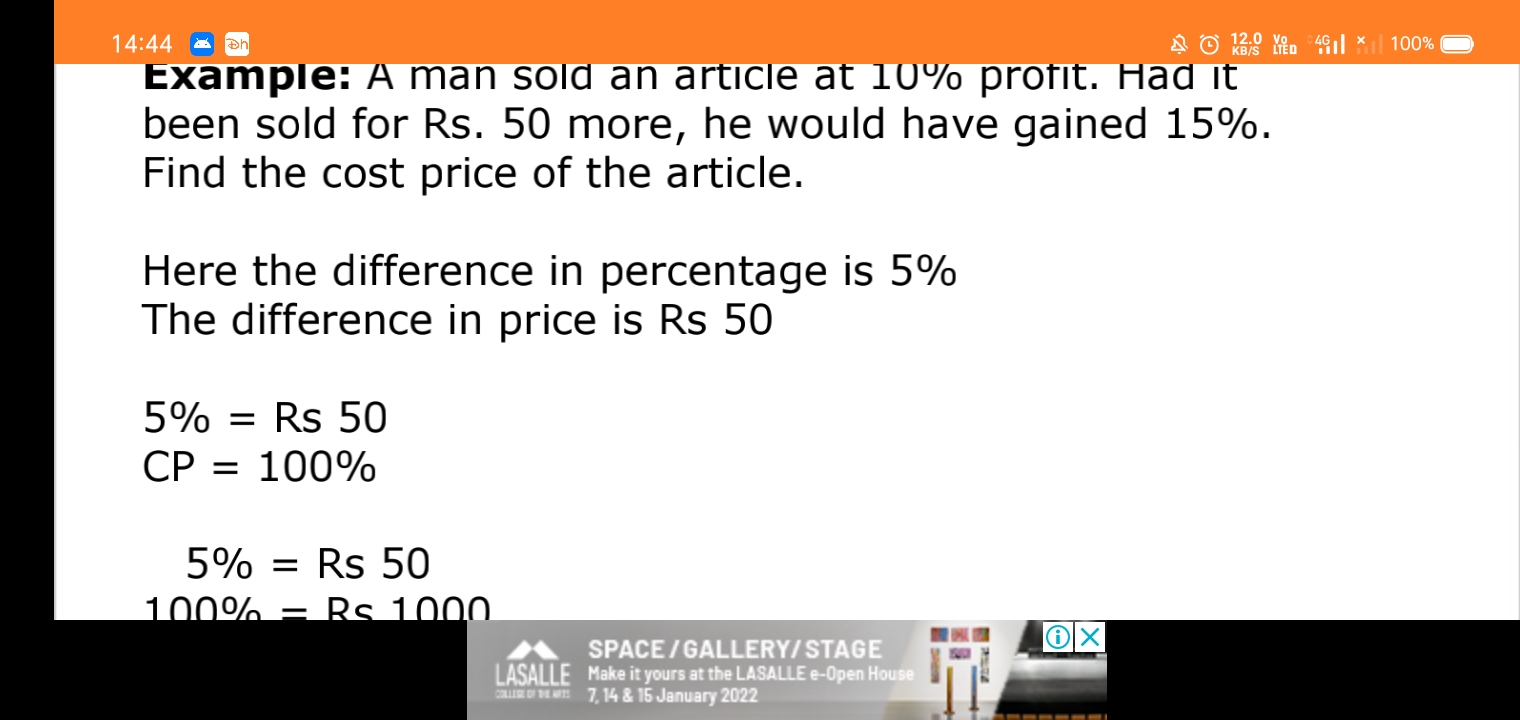 14:44 Dh 12.0 KB/S Vo LTE 4G 100%
Example: A man sold an article at 10% profit. Had it
been sold for Rs. 50 more, he would have gained 15%.
Find the cost price of the article.
Here the difference in percentage is 5%
The difference in price is Rs 50
5% = Rs 50
CP = 100%
5% = Rs 50
100% = Rs 1000
LASALLE
COLLEGE OF THE ARTS
SPACE/GALLERY/STAGE
Make it yours at the LASALLE e-Open House
7, 14 & 15 January 2022